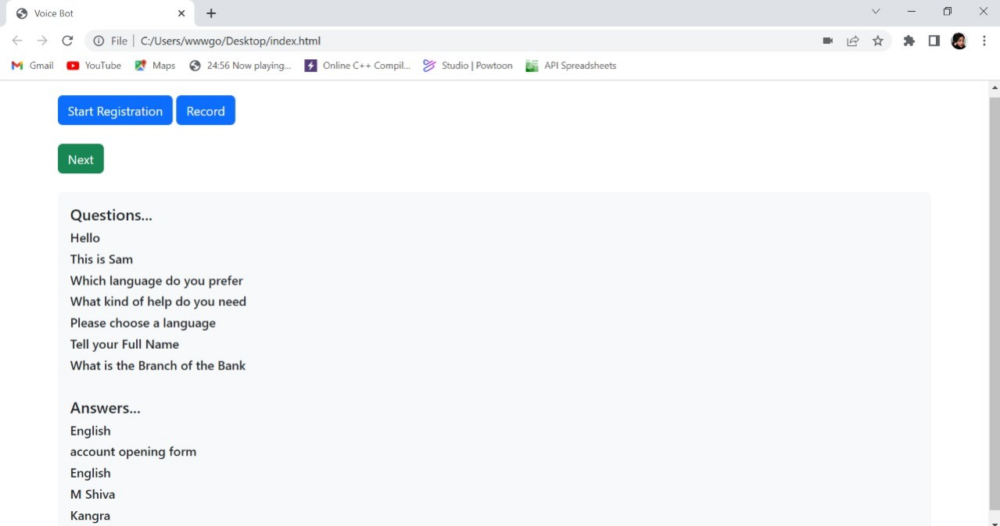 Voice Bot
File | C:/Users/wwwgo/Desktop/index.html
Gmail YouTube Maps 24:56 Now playing... Online C++ Compil... Studio | Powtoon API Spreadsheets
Start Registration Record
Next
Questions...
Hello
This is Sam
Which language do you prefer
What kind of help do you need
Please choose a language
Tell your Full Name
What is the Branch of the Bank
Answers...
English
account opening form
English
M Shiva
Kangra